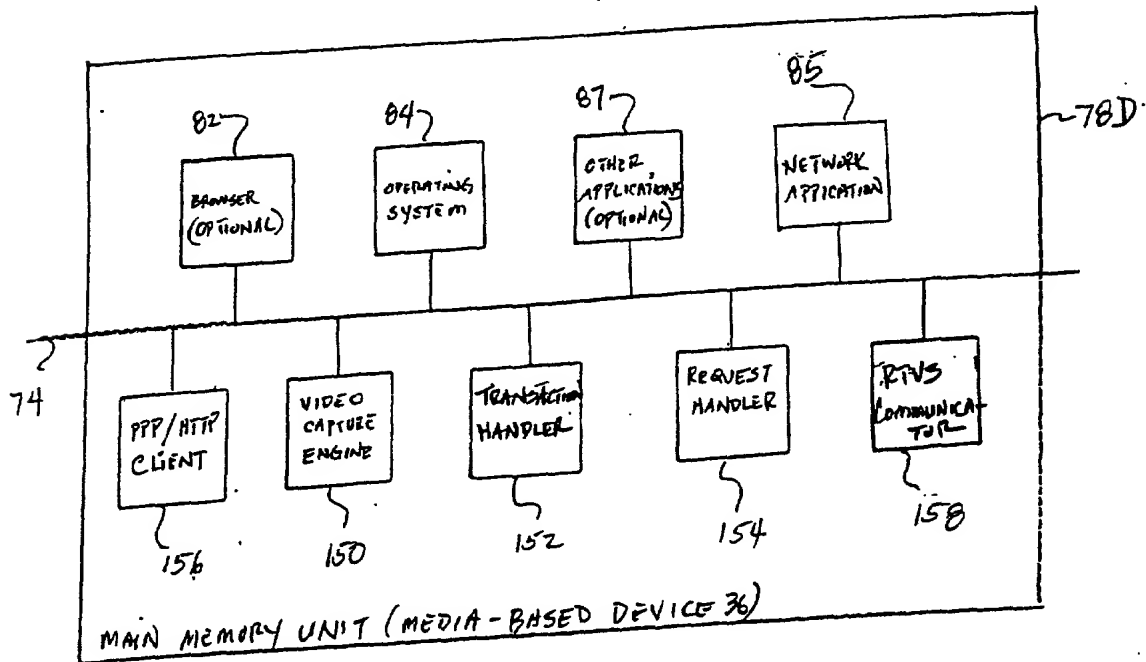 82
84
87
85
78D
BROWSER
(OPTIONAL)
OPERATING
SYSTEM
OTHER
APPLICATIONS
(OPTIONAL)
NETWORK
APPLICATION
74
PPP/HTTP
CLIENT
VIDEO
CAPTURE
ENGINE
TRANSACTION
HANDLER
REQUEST
HANDLER
RTVS
COMMUNICA-
TOR
156
150
152
154
158
MAIN MEMORY UNIT (MEDIA-BASED DEVICE 36)